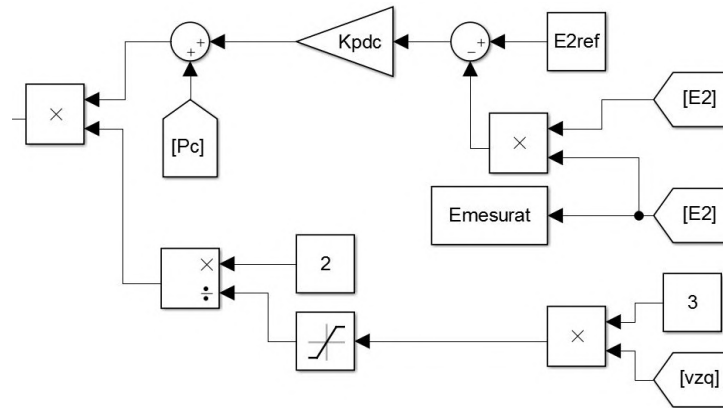 Kpdc
E2ref
[E2]
[Pc]
[E2]
Emesurat
2
3
[vzq]